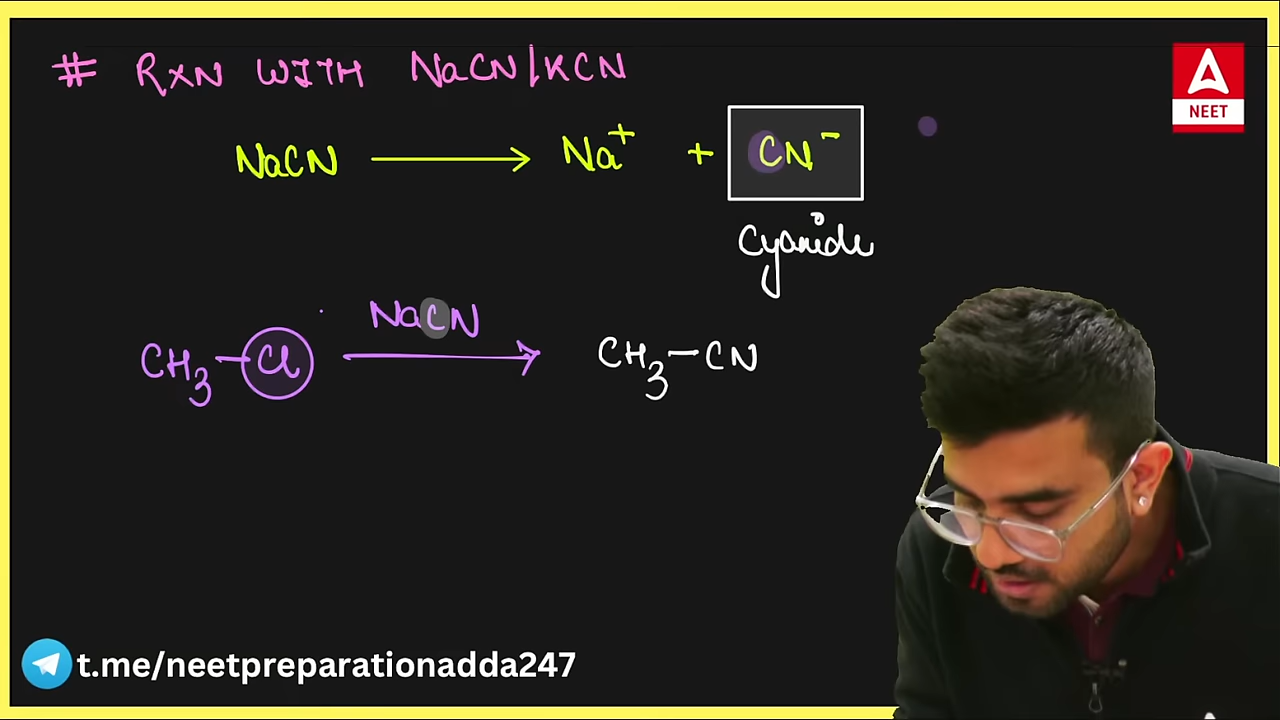 # RXN WITH NaCN/KCN
NaCN ⟶ Na⁺ + CN⁻
Cyanide
CH₃–Cl ⟶ CH₃–CN
NaCN
A
NEET
t.me/neetpreparationadda247